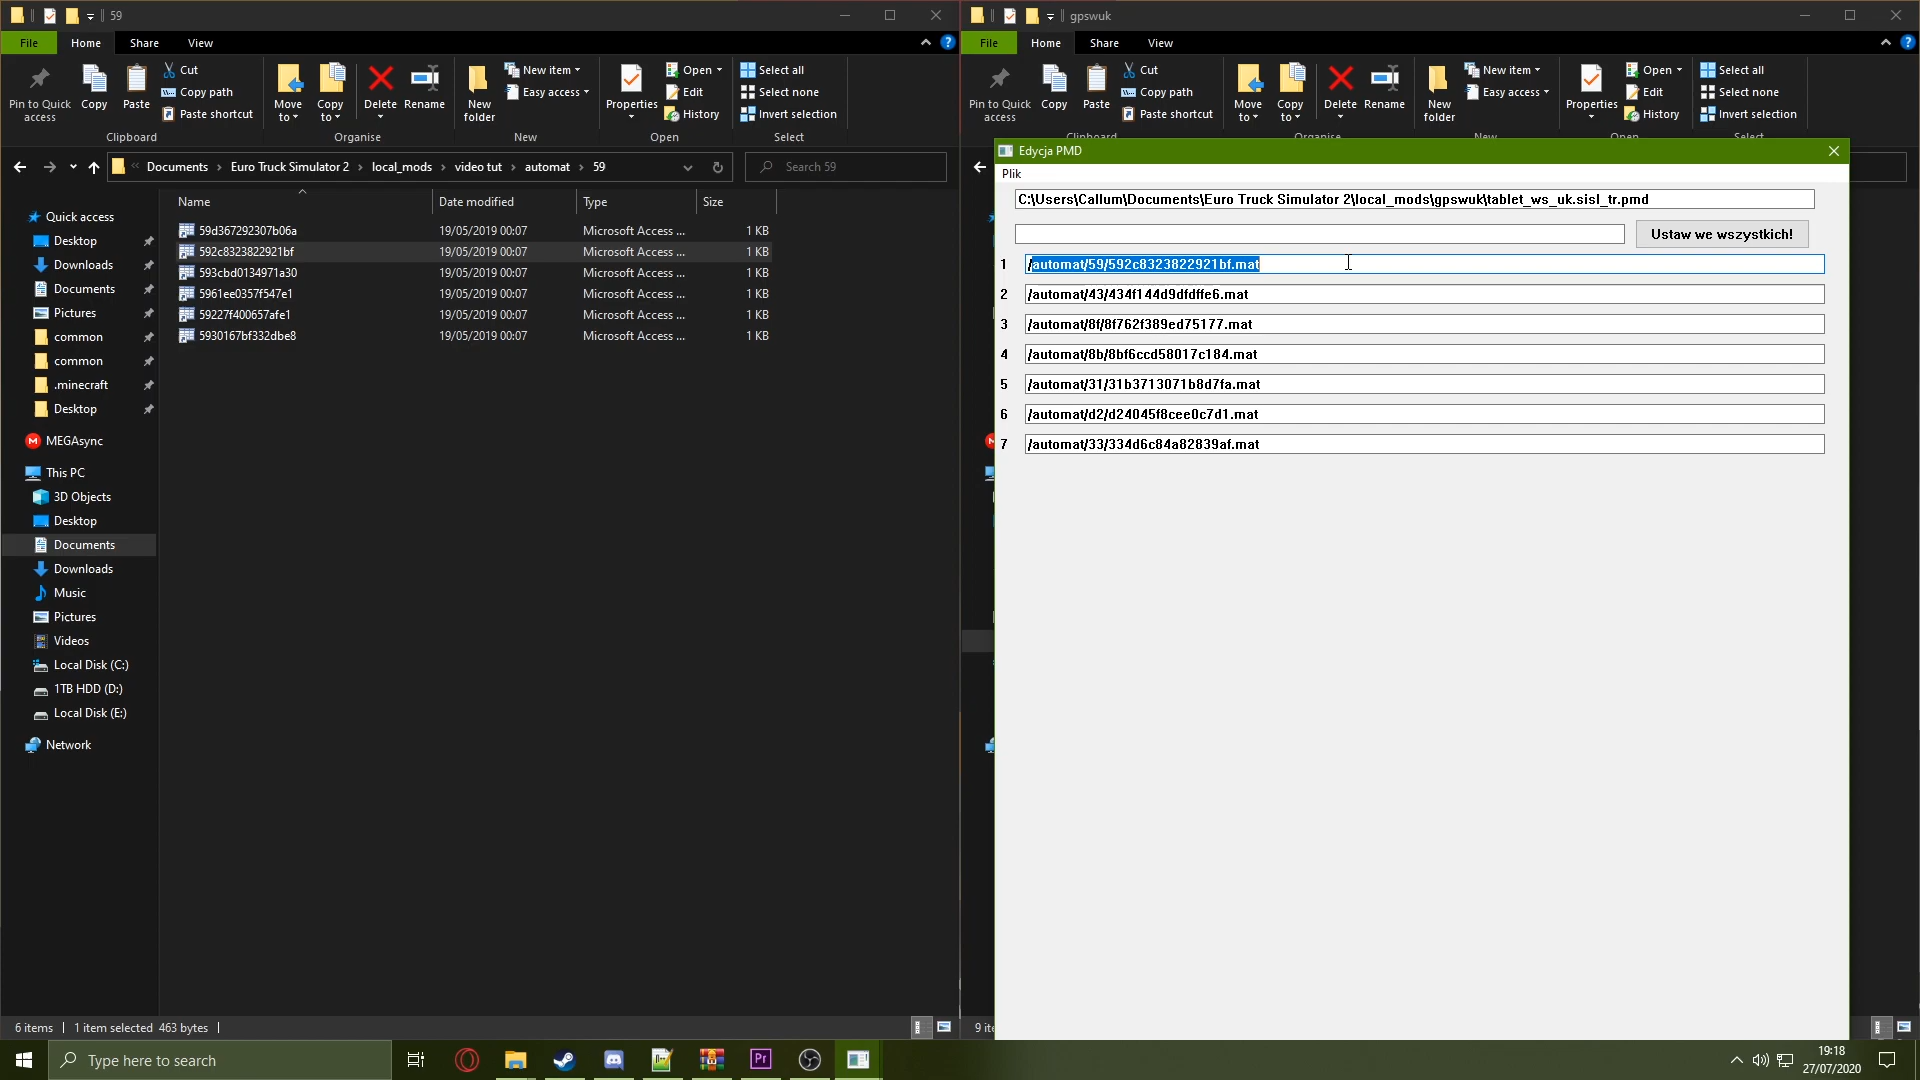 59
File Home Share View
Pin to Quick access
Copy
Paste
Cut
Copy path
Paste shortcut
Clipboard
Move to
Copy to
Delete
Rename
Organise
New folder
New item
Easy access
New
Properties
Open
Edit
History
Open
Select all
Select none
Invert selection
Select
Documents Euro Truck Simulator 2 local_mods video tut automat 59
Search 59
Quick access
Desktop
Downloads
Documents
Pictures
common
common
.minecraft
Desktop
MEGAsync
This PC
3D Objects
Desktop
Documents
Downloads
Music
Pictures
Videos
Local Disk (C:)
1TB HDD (D:)
Local Disk (E:)
Network
Name Date modified Type Size
59d367292307b06a 19/05/2019 00:07 Microsoft Access ... 1 KB
592c8323822921bf 19/05/2019 00:07 Microsoft Access ... 1 KB
593cbd0134971a30 19/05/2019 00:07 Microsoft Access ... 1 KB
5961ee0357f547e1 19/05/2019 00:07 Microsoft Access ... 1 KB
59227f400657afe1 19/05/2019 00:07 Microsoft Access ... 1 KB
5930167bf332dbe8 19/05/2019 00:07 Microsoft Access ... 1 KB
6 items 1 item selected 463 bytes
gpswuk
File Home Share View
Pin to Quick access
Copy
Paste
Cut
Copy path
Paste shortcut
Clipboard
Move to
Copy to
Delete
Rename
Organise
New folder
New item
Easy access
New
Properties
Open
Edit
History
Open
Select all
Select none
Invert selection
Select
Edycja PMD
Plik
C:\Users\Callum\Documents\Euro Truck Simulator 2\local_mods\gpswuk\tablet_ws_uk.sisl_tr.pmd
Ustaw we wszystkich!
1 /automat/59/592c8323822921bf.mat
2 /automat/43/434f144d9dfdffe6.mat
3 /automat/8f/8f762f389ed75177.mat
4 /automat/8b/8bf6ccd58017c184.mat
5 /automat/31/31b3713071b8d7fa.mat
6 /automat/d2/d24045f8cee0c7d1.mat
7 /automat/33/334d6c84a82839af.mat
9 ite
Type here to search
Pr
19:18
27/07/2020